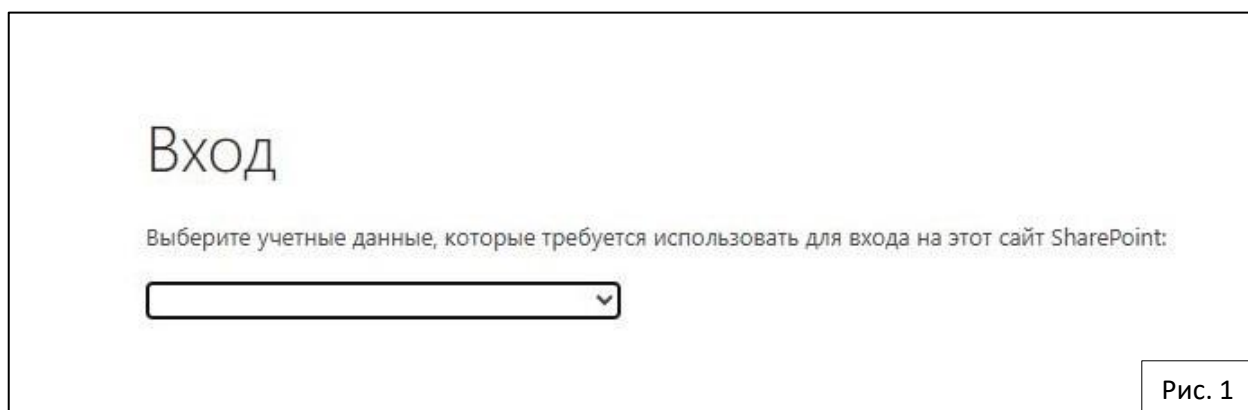 Вход
Выберите учетные данные, которые требуется использовать для входа на этот сайт SharePoint:
Рис. 1